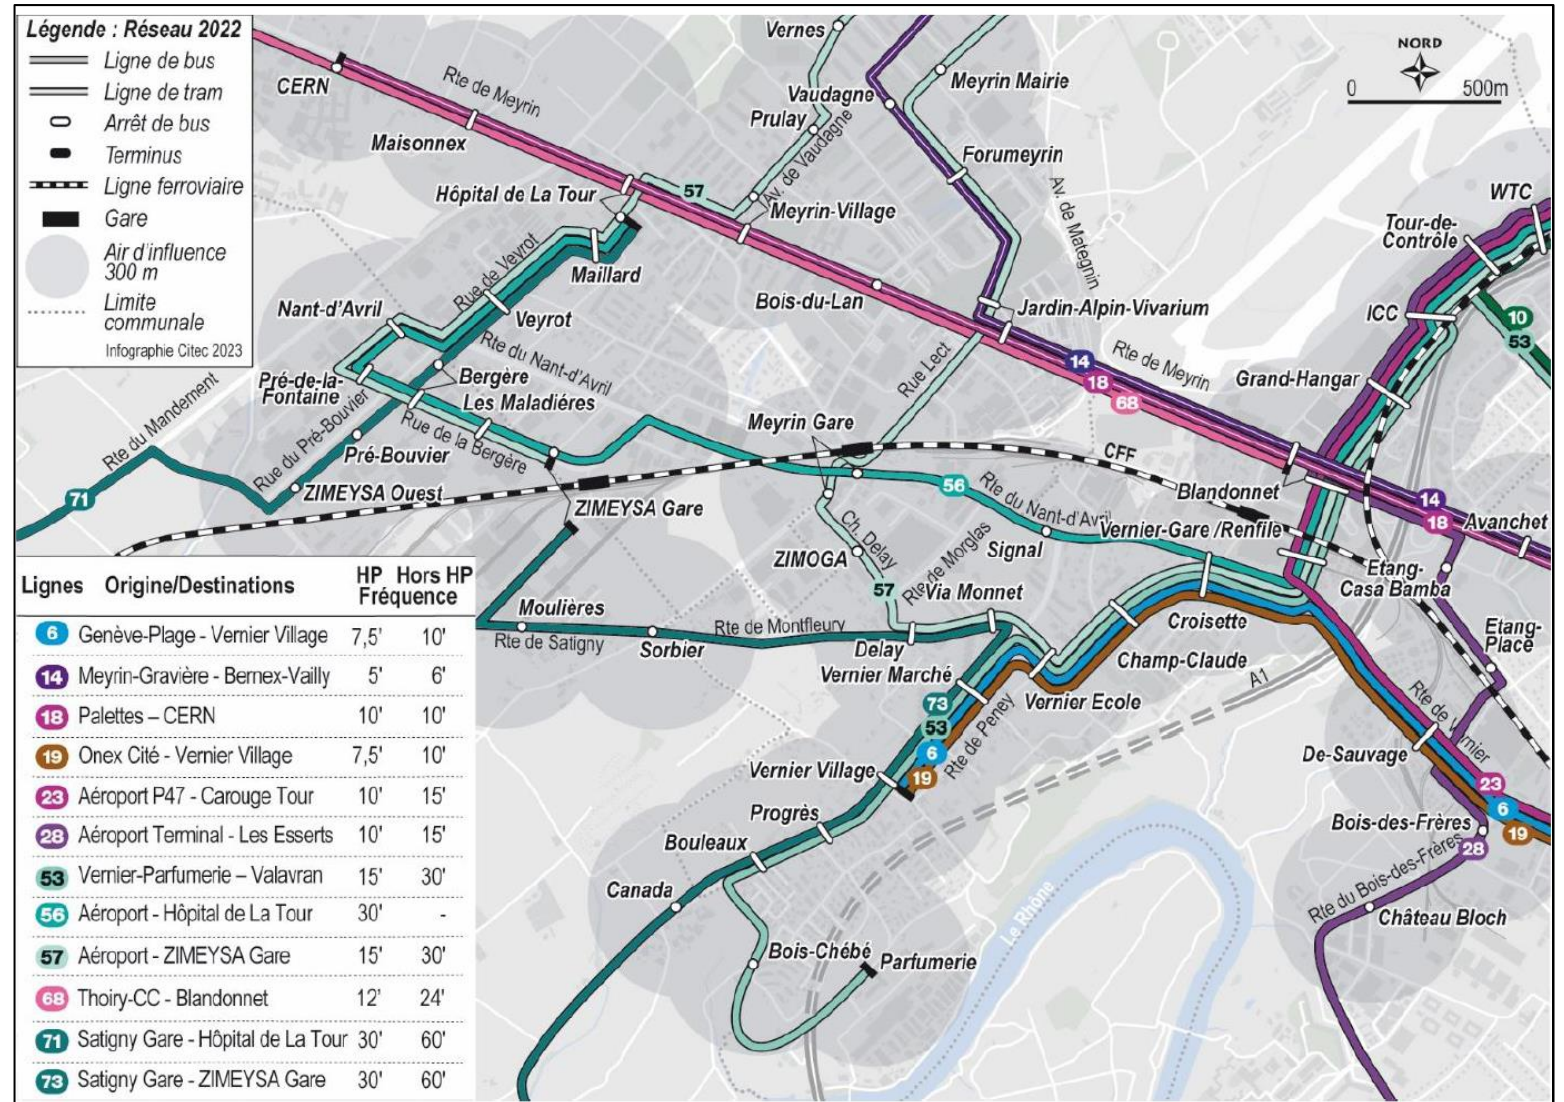 Légende : Réseau 2022
Ligne de bus
Ligne de tram
Arrêt de bus
Terminus
Ligne ferroviaire
Gare
Air d'influence
300 m
Limite
communale
Infographie Citec 2023
NORD
0 500m
Vernes
Meyrin Mairie
CERN
Rte de Meyrin
Vaudagne
Prulay
Av. de Vaudagne
Maisonnex
Forumeyrin
Av. de Mategnin
WTC
Hôpital de La Tour
57
Meyrin-Village
Tour-de-
Contrôle
Rue de Veyrot
Maillard
Bois-du-Lan
Jardin-Alpin-Vivarium
ICC
10
53
Nant-d'Avril
Veyrot
Rte du Nant-d'Avril
Rue Lect
14
18
68
Rte de Meyrin
Grand-Hangar
Pré-de-la-
Fontaine
Bergère
Les Maladiéres
Rte du Mandement
Rue du Pré-Bouvier
Rue de la Bergère
Meyrin Gare
Pré-Bouvier
CFF
71
ZIMEYSA Ouest
ZIMEYSA Gare
56
Rte du Nant-d'Avril
Blandonnet
14
18
Avanchet
Vernier-Gare /Renfile
Signal
Ch. Delay
ZIMOGA
Rte de Morglas
Etang-
Casa Bamba
57
Via Monnet
Moulières
Rte de Satigny
Sorbier
Rte de Montfleury
Delay
Croisette
Etang-
Place
Champ-Claude
Vernier Marché
Vernier Ecole
A1
Rte de Vernier
73
53
6
19
Rte de Peney
Vernier Village
De-Sauvage
23
6
19
Progrès
Bouleaux
Bois-des-Frères
28
Canada
Rte du Bois-des-Frères
Château Bloch
Le Rhône
Bois-Chébé
Parfumerie
Lignes Origine/Destinations HP Hors HP
Fréquence
6 Genève-Plage - Vernier Village 7,5' 10'
14 Meyrin-Gravière - Bernex-Vailly 5' 6'
18 Palettes – CERN 10' 10'
19 Onex Cité - Vernier Village 7,5' 10'
23 Aéroport P47 - Carouge Tour 10' 15'
28 Aéroport Terminal - Les Esserts 10' 15'
53 Vernier-Parfumerie – Valavran 15' 30'
56 Aéroport - Hôpital de La Tour 30' -
57 Aéroport - ZIMEYSA Gare 15' 30'
68 Thoiry-CC - Blandonnet 12' 24'
71 Satigny Gare - Hôpital de La Tour 30' 60'
73 Satigny Gare - ZIMEYSA Gare 30' 60'